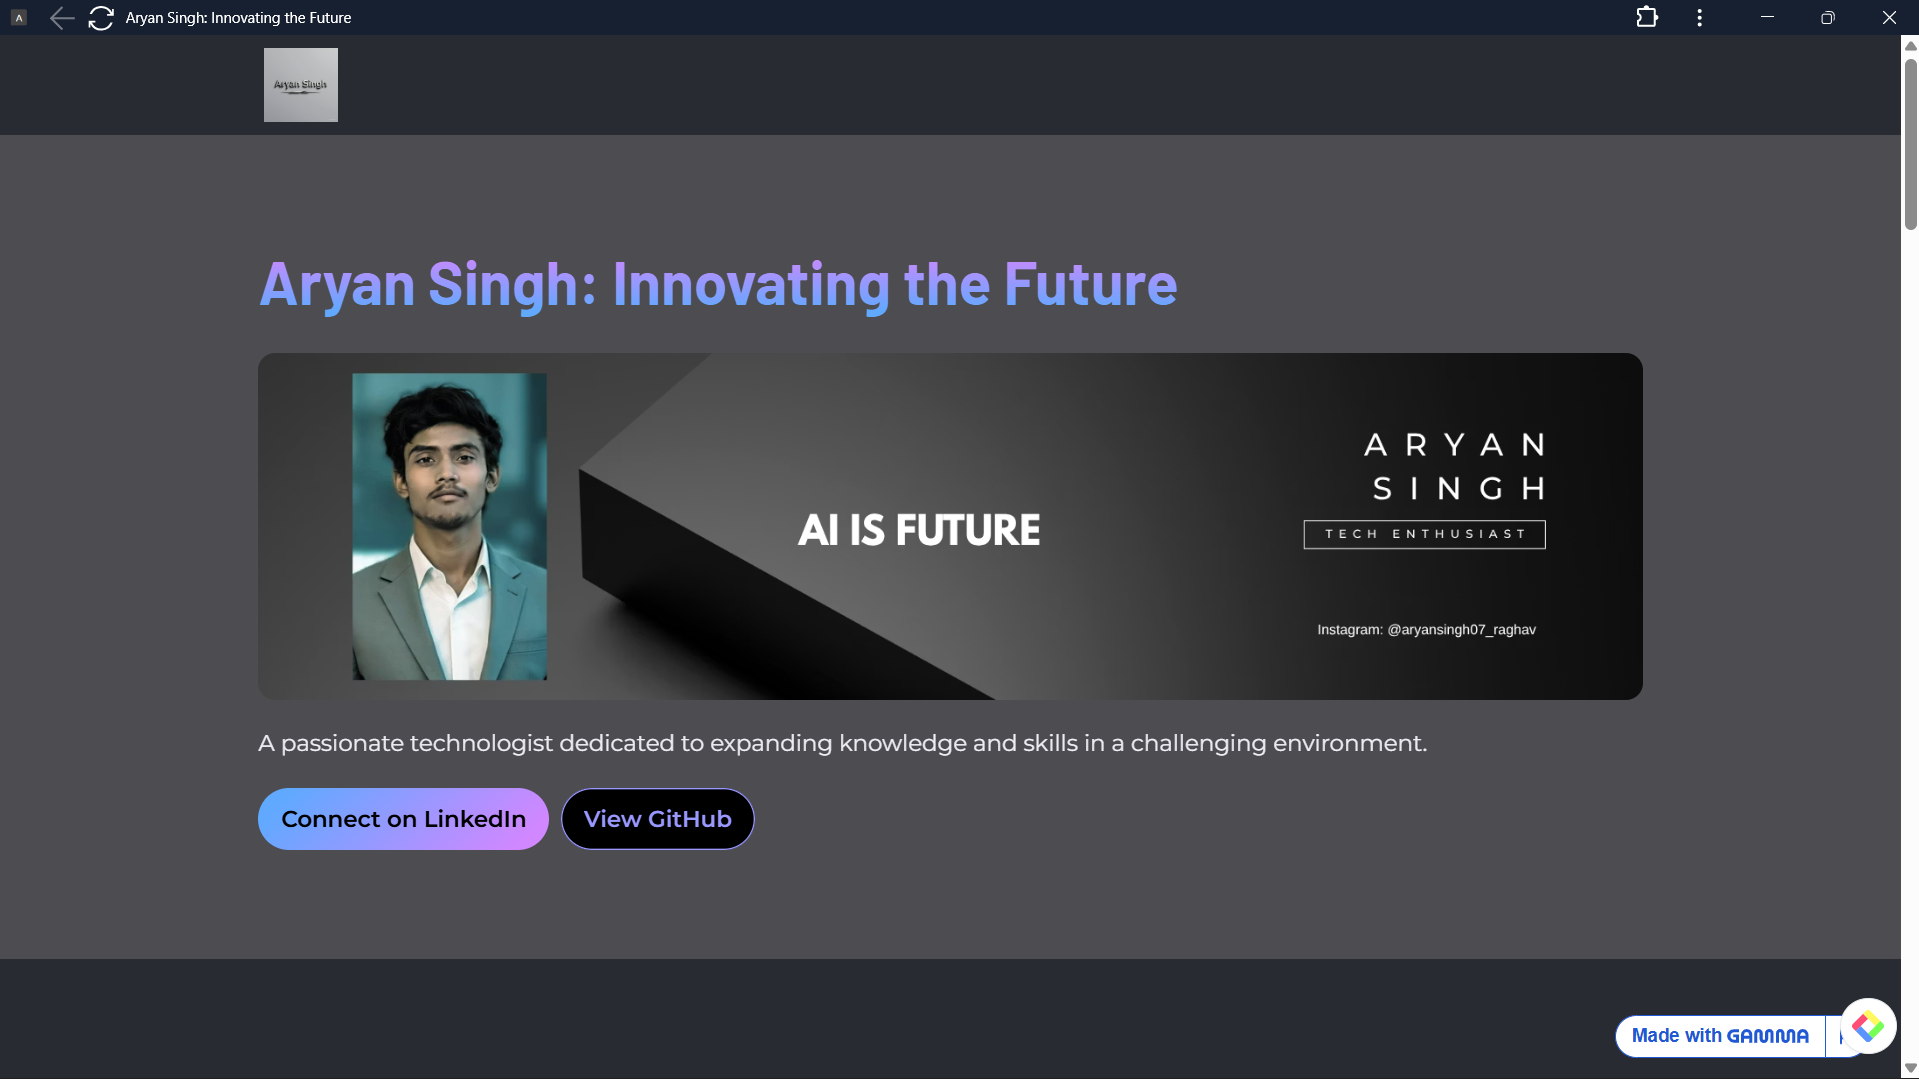 A
Aryan Singh: Innovating the Future
Aryan Singh
Aryan Singh: Innovating the Future
AI IS FUTURE
ARYAN
SINGH
TECH ENTHUSIAST
Instagram: @aryansingh07_raghav
A passionate technologist dedicated to expanding knowledge and skills in a challenging environment.
Connect on LinkedIn
View GitHub
Made with GAMMA